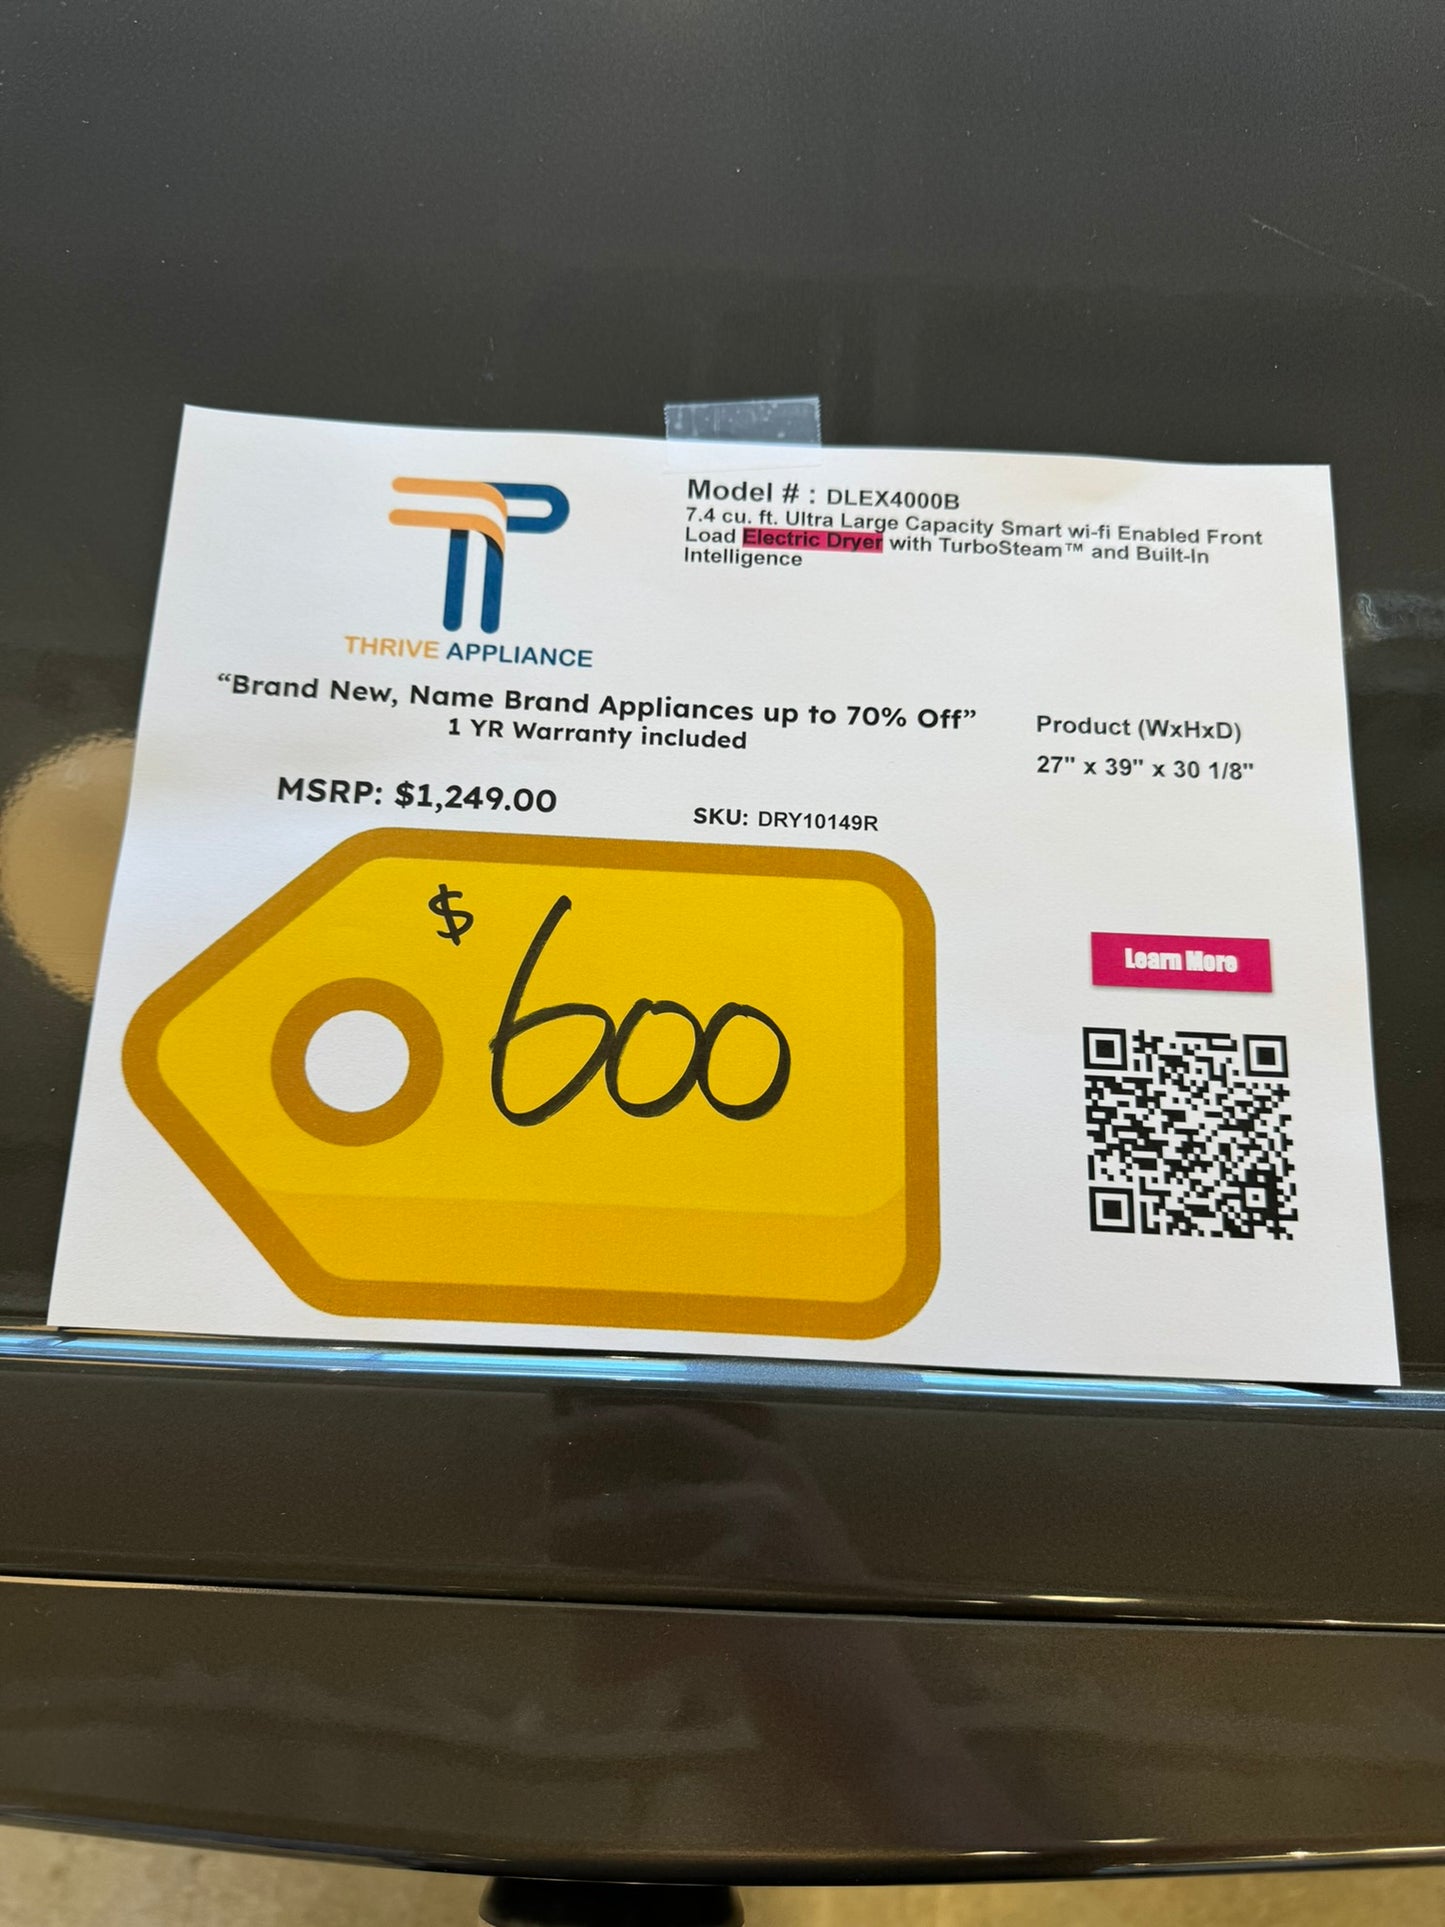 Model # : DLEX4000B
7.4 cu. ft. Ultra Large Capacity Smart wi-fi Enabled Front
Load Electric Dryer with TurboSteam™ and Built-In
Intelligence
THRIVE APPLIANCE
“Brand New, Name Brand Appliances up to 70% Off”
1 YR Warranty included
Product (WxHxD)
27" x 39" x 30 1/8"
MSRP: $1,249.00
SKU: DRY10149R
$600
Learn More